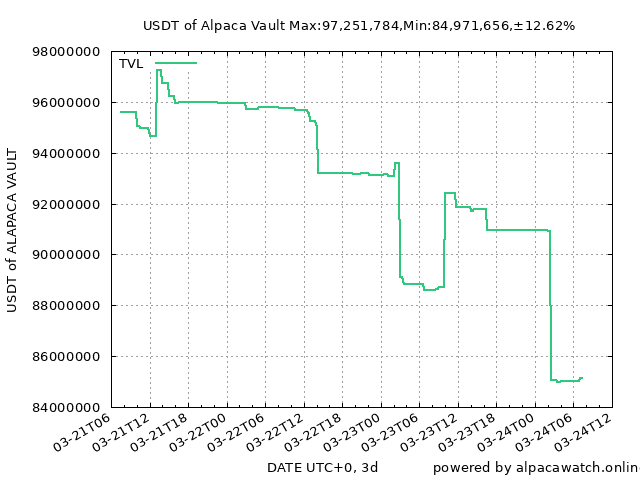 USDT of Alpaca Vault Max:97,251,784,Min:84,971,656,±12.62%
TVL
98000000
96000000
94000000
92000000
90000000
88000000
86000000
84000000
USDT of ALAPACA VAULT
03-21T06
03-21T12
03-21T18
03-22T00
03-22T06
03-22T12
03-22T18
03-23T00
03-23T06
03-23T12
03-23T18
03-24T00
03-24T06
03-24T12
DATE UTC+0, 3d
powered by alpacawatch.onlin